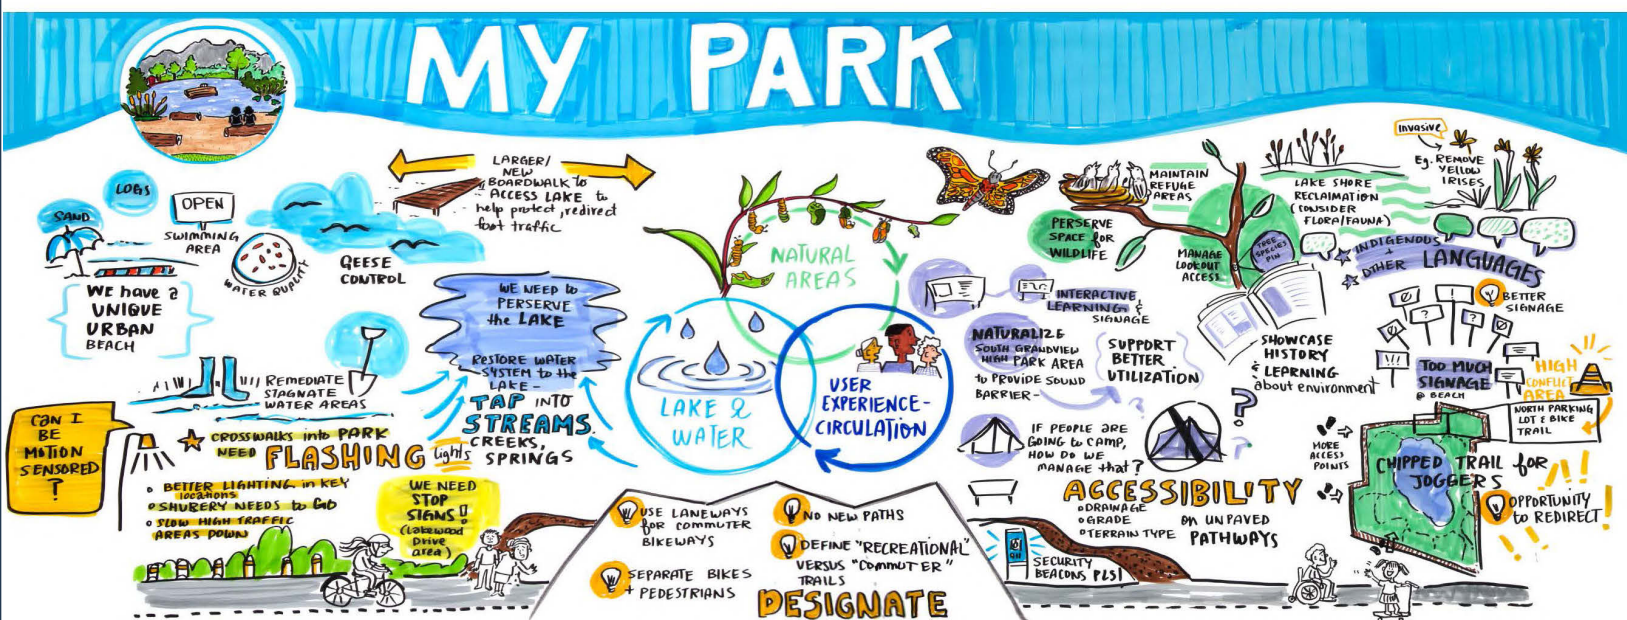 MY PARK
LOGS
SAND
OPEN
SWIMMING
AREA
WATER QUALITY
GEESE
CONTROL
LARGER/
NEW
BOARDWALK to
ACCESS LAKE to
help protect, redirect
foot traffic
WE HAVE a
UNIQUE
URBAN
BEACH
WE NEED to
PERSERVE
the LAKE
RESTORE WATER
SYSTEM to the
LAKE -
TAP INTO
STREAMS,
CREEKS,
SPRINGS
REMEDIATE
STAGNATE
WATER AREAS
CAN I
BE
MOTION
SENSORED
?
CROSSWALKS into PARK
NEED FLASHING lights
BETTER LIGHTING in KEY
locations
SHUBERY NEEDS to GO
SLOW HIGH TRAFFIC
AREAS DOWN
WE NEED
STOP
SIGNS!!
(Lakewood
Drive
area)
NATURAL
AREAS
LAKE &
WATER
USER
EXPERIENCE-
CIRCULATION
USE LANEWAYS
for COMMUTER
BIKEWAYS
SEPARATE BIKES
+ PEDESTRIANS
NO NEW PATHS
DEFINE "RECREATIONAL"
VERSUS "COMMUTER"
TRAILS
DESIGNATE
MAINTAIN
REFUGE
AREAS
PERSERVE
SPACE for
WILDLIFE
MANAGE
LOOKOUT
ACCESS
TREE
SPECIES
PIN
LAKE SHORE
RECLAMATION
(CONSIDER
FLORA/FAUNA)
Invasive
Eg. REMOVE
YELLOW
IRISES
INDIGENOUS
+
OTHER LANGUAGES
INTERACTIVE
LEARNING &
SIGNAGE
NATURALIZE
SOUTH GRANDVIEW
HIGH PARK AREA
to PROVIDE SOUND
BARRIER -
SUPPORT
BETTER
UTILIZATION
?
SHOWCASE
HISTORY
& LEARNING
about environment
BETTER
SIGNAGE
TOO MUCH
SIGNAGE
@ BEACH
HIGH
CONFLICT
AREA
NORTH PARKING
LOT & BIKE
TRAIL
IF PEOPLE ARE
GOING to CAMP,
HOW DO WE
MANAGE that?
?
?
MORE
ACCESS
POINTS
CHIPPED TRAIL for
JOGGERS
OPPORTUNITY
to REDIRECT!
ACCESSIBILITY
DRAINAGE
GRADE
TERRAIN TYPE
on UNPAVED
PATHWAYS
SECURITY
BEACONS PLS!